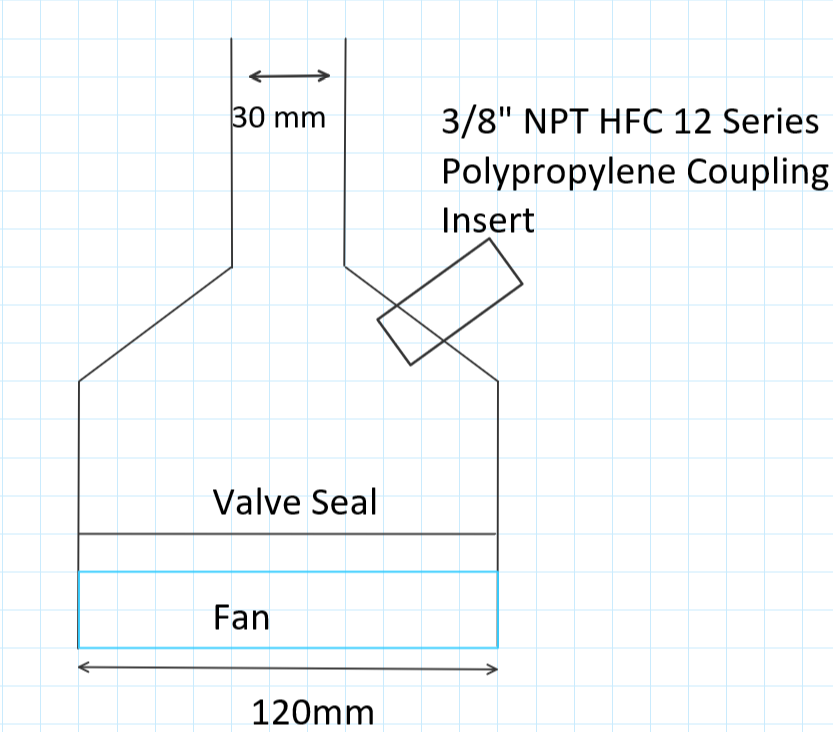 30 mm
3/8" NPT HFC 12 Series
Polypropylene Coupling
Insert
Valve Seal
Fan
120mm